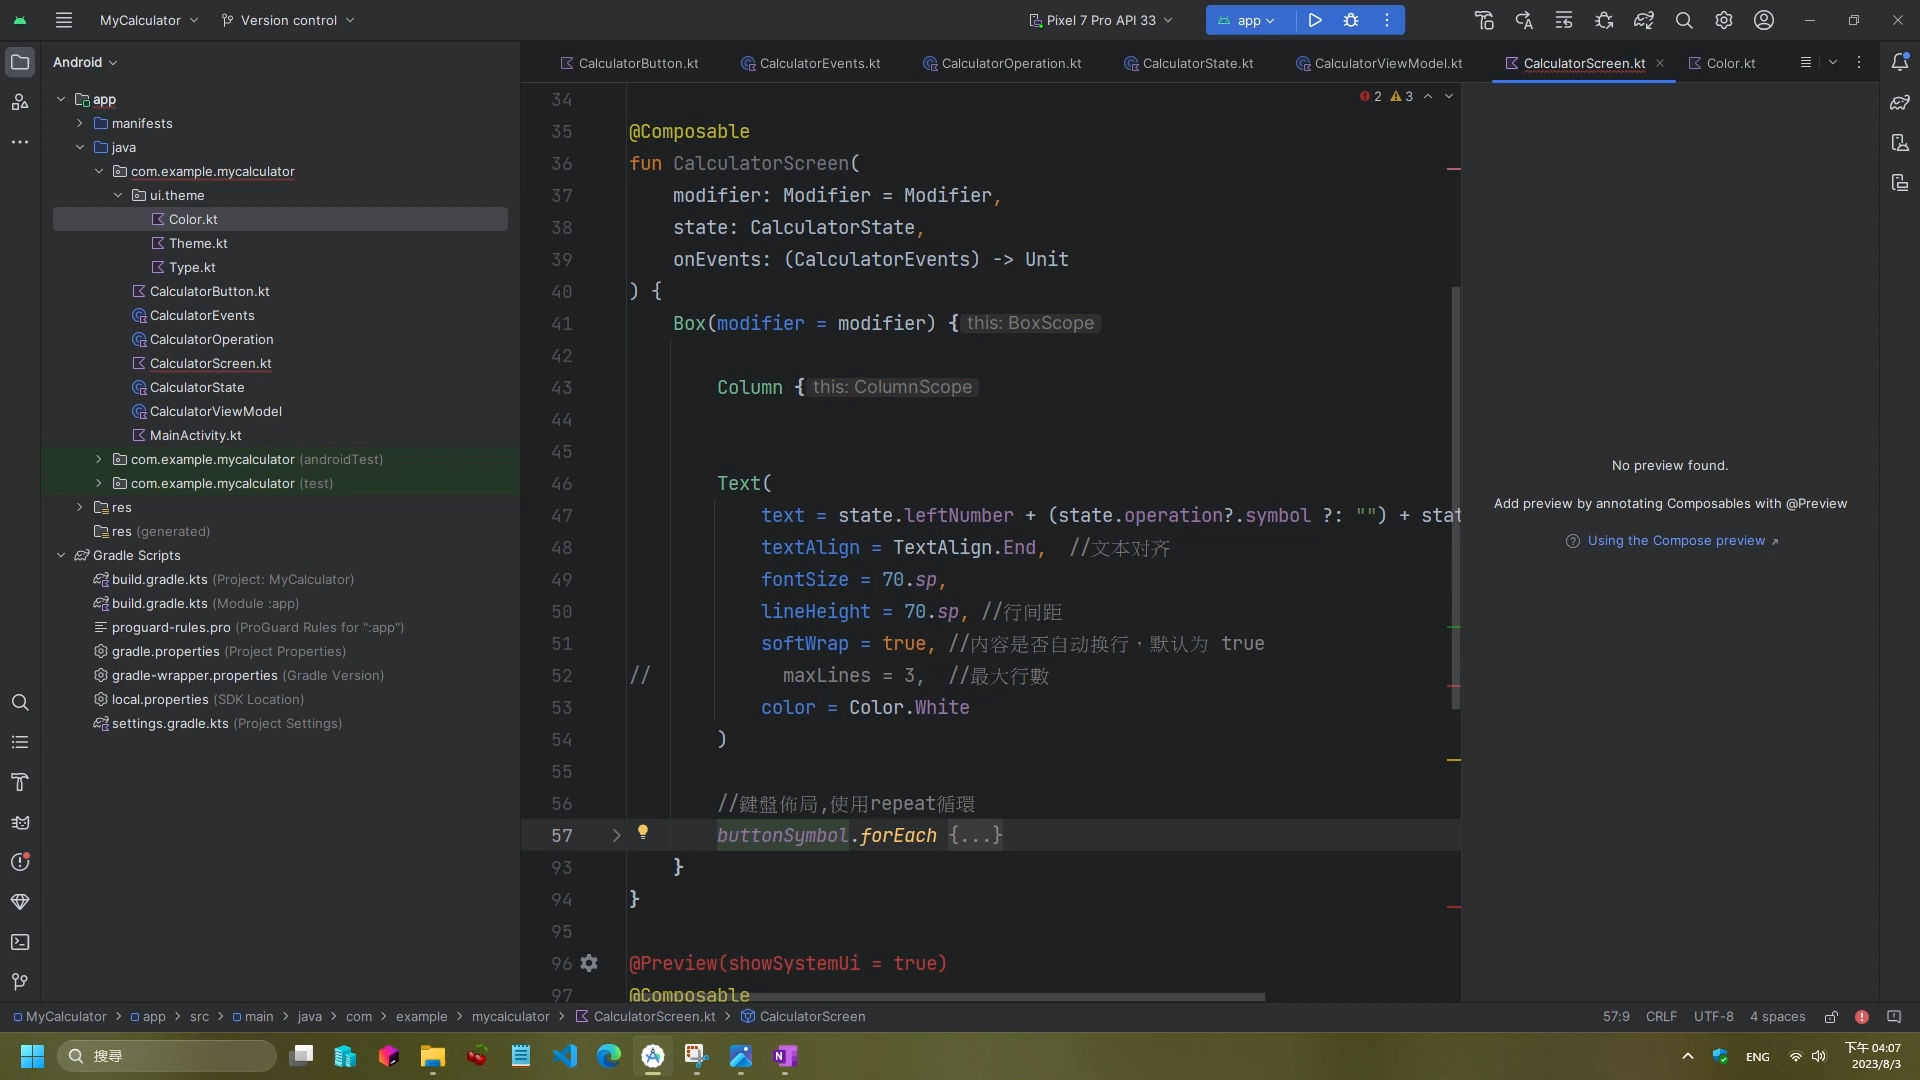 MyCalculator
Version control
Pixel 7 Pro API 33
app
Android
CalculatorButton.kt
CalculatorEvents.kt
CalculatorOperation.kt
CalculatorState.kt
CalculatorViewModel.kt
CalculatorScreen.kt
Color.kt
app
manifests
java
com.example.mycalculator
ui.theme
Color.kt
Theme.kt
Type.kt
CalculatorButton.kt
CalculatorEvents
CalculatorOperation
CalculatorScreen.kt
CalculatorState
CalculatorViewModel
MainActivity.kt
com.example.mycalculator (androidTest)
com.example.mycalculator (test)
res
res (generated)
Gradle Scripts
build.gradle.kts (Project: MyCalculator)
build.gradle.kts (Module :app)
proguard-rules.pro (ProGuard Rules for ":app")
gradle.properties (Project Properties)
gradle-wrapper.properties (Gradle Version)
local.properties (SDK Location)
settings.gradle.kts (Project Settings)
2 3
34
35 @Composable
36 fun CalculatorScreen(
37 modifier: Modifier = Modifier,
38 state: CalculatorState,
39 onEvents: (CalculatorEvents) -> Unit
40 ) {
41 Box(modifier = modifier) { this: BoxScope
42
43 Column { this: ColumnScope
44
45
46 Text(
47 text = state.leftNumber + (state.operation?.symbol ?: "") + stat
48 textAlign = TextAlign.End, //文本对齐
49 fontSize = 70.sp,
50 lineHeight = 70.sp, //行间距
51 softWrap = true, //内容是否自动换行，默认为 true
52 // maxLines = 3, //最大行數
53 color = Color.White
54 )
55
56 //鍵盤佈局,使用repeat循環
57 buttonSymbol.forEach {...}
93 }
94 }
95
96 @Preview(showSystemUi = true)
97 @Composable
No preview found.
Add preview by annotating Composables with @Preview
Using the Compose preview
MyCalculator > app > src > main > java > com > example > mycalculator > CalculatorScreen.kt > CalculatorScreen
57:9 CRLF UTF-8 4 spaces
搜尋
N
ENG
下午 04:07
2023/8/3